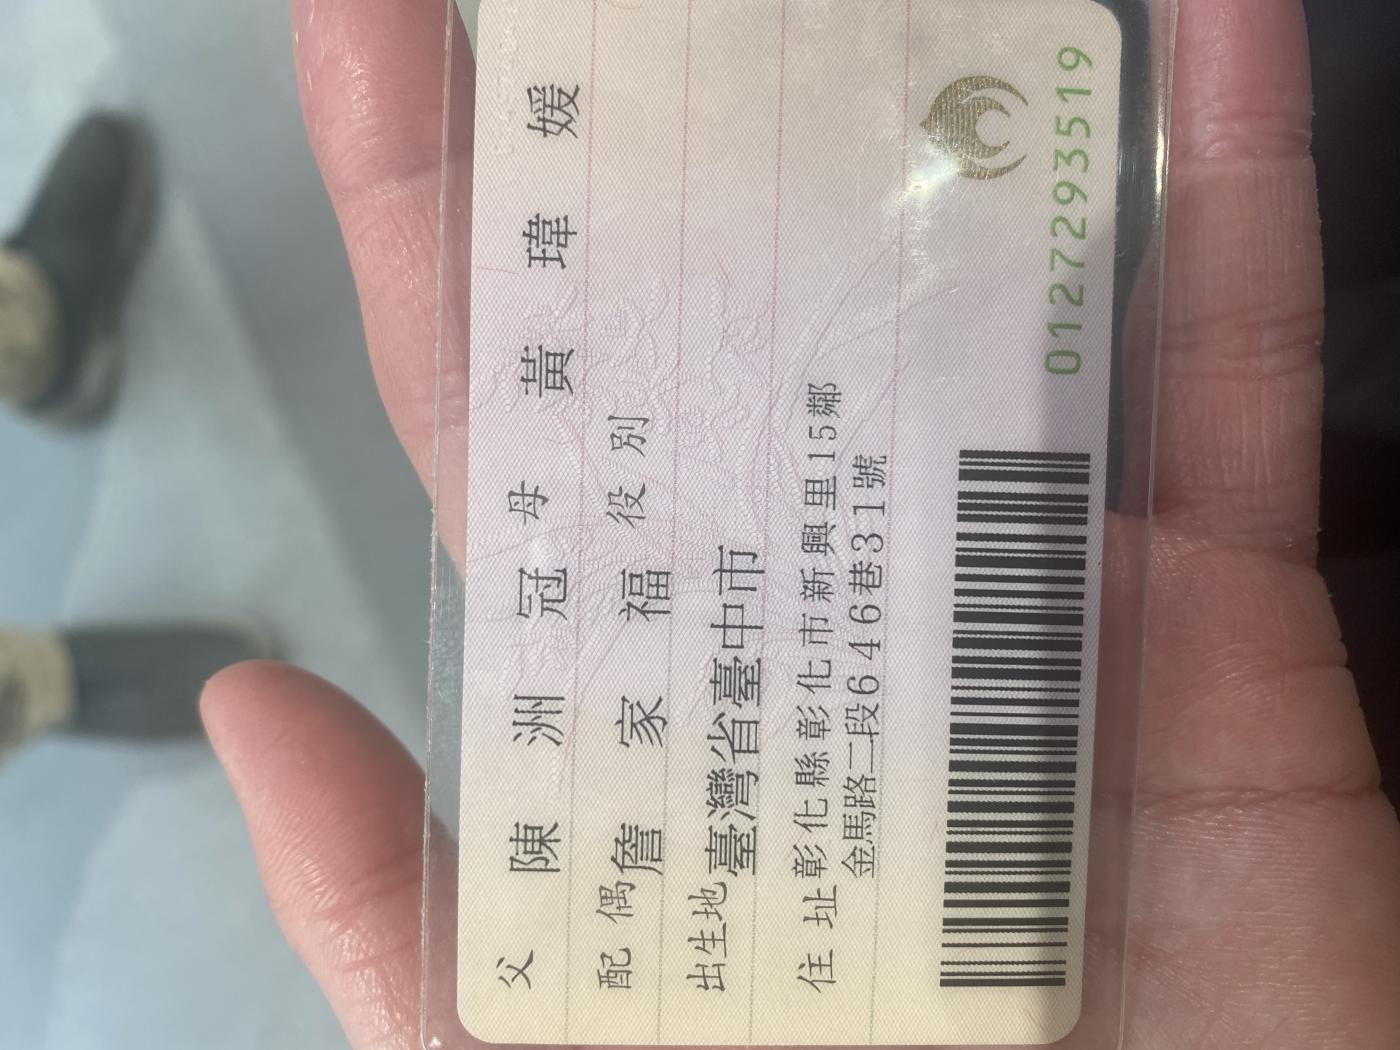 父 陳洲冠 母 黃瑋媛
配偶 詹家福 役別
出生地 臺灣省臺中市
住址 彰化縣彰化市新興里15鄰
金馬路二段646巷31號
0127293519